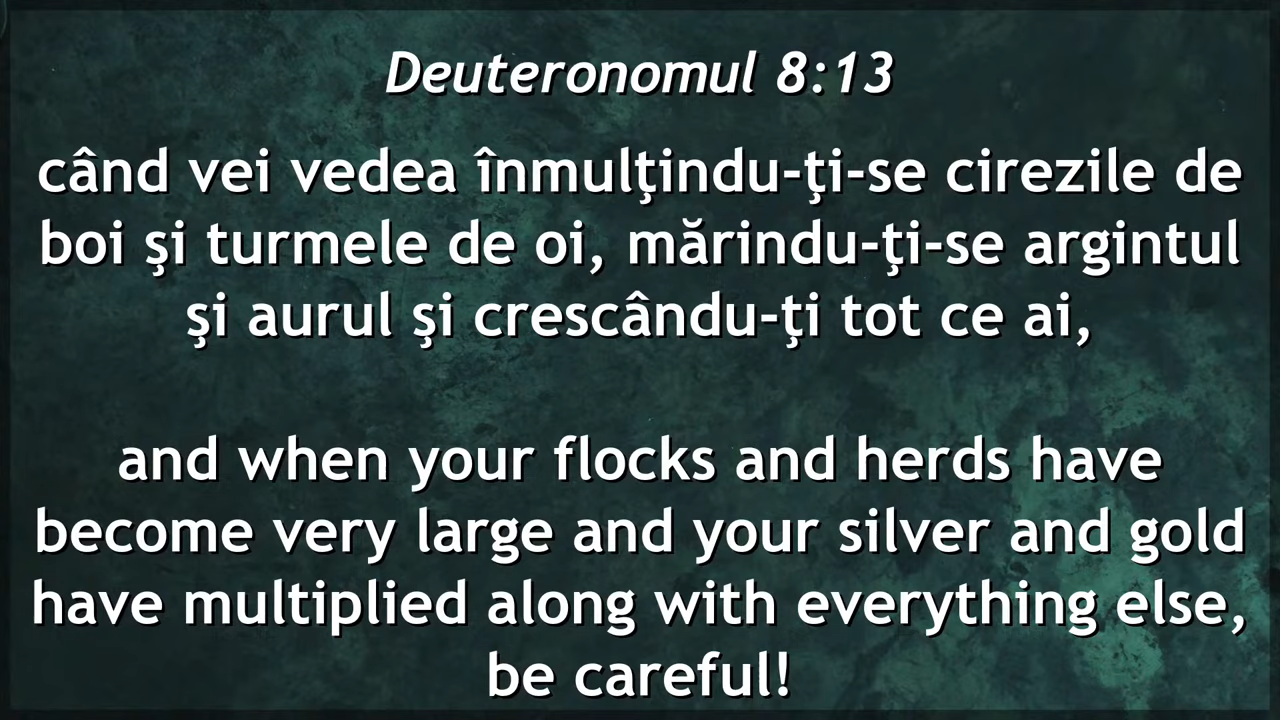 Deuteronomul 8:13
când vei vedea înmulţindu-ţi-se cirezile de
boi şi turmele de oi, mărindu-ţi-se argintul
şi aurul şi crescându-ţi tot ce ai,
and when your flocks and herds have
become very large and your silver and gold
have multiplied along with everything else,
be careful!